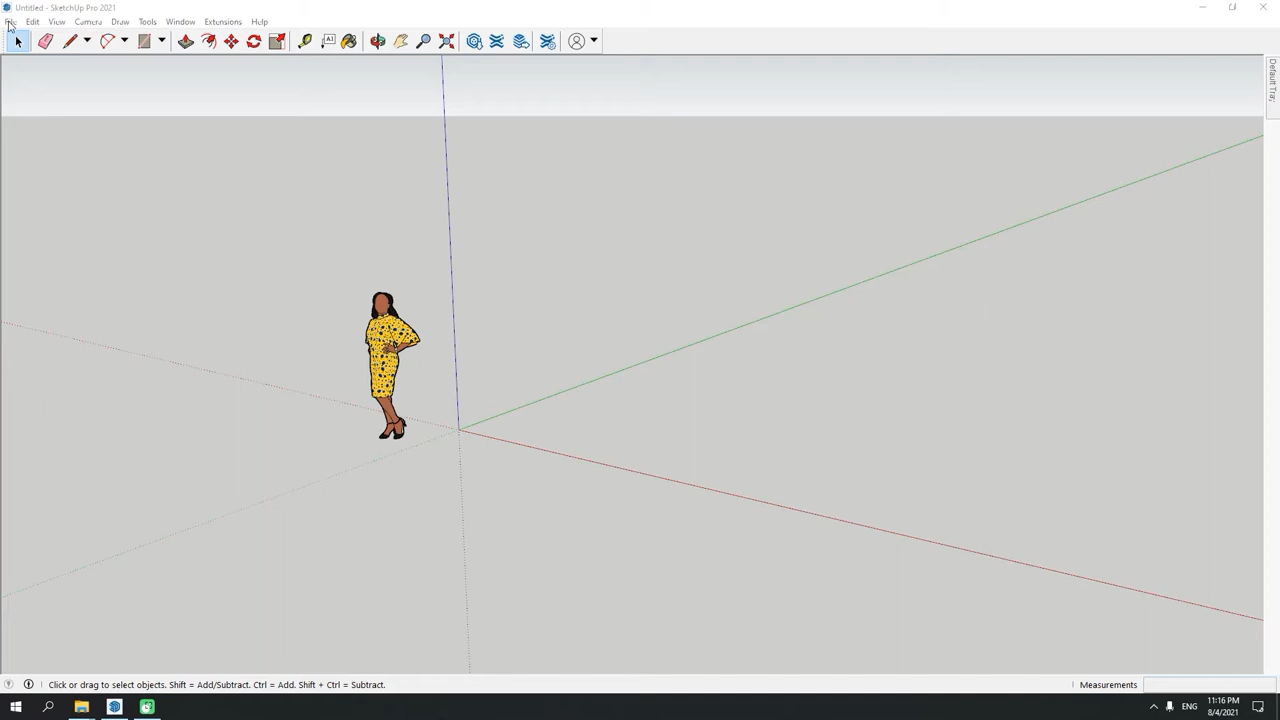 Untitled - SketchUp Pro 2021
File Edit View Camera Draw Tools Window Extensions Help
A1
Default Tray
Click or drag to select objects. Shift = Add/Subtract. Ctrl = Add. Shift + Ctrl = Subtract.
Measurements
ENG
11:16 PM
8/4/2021